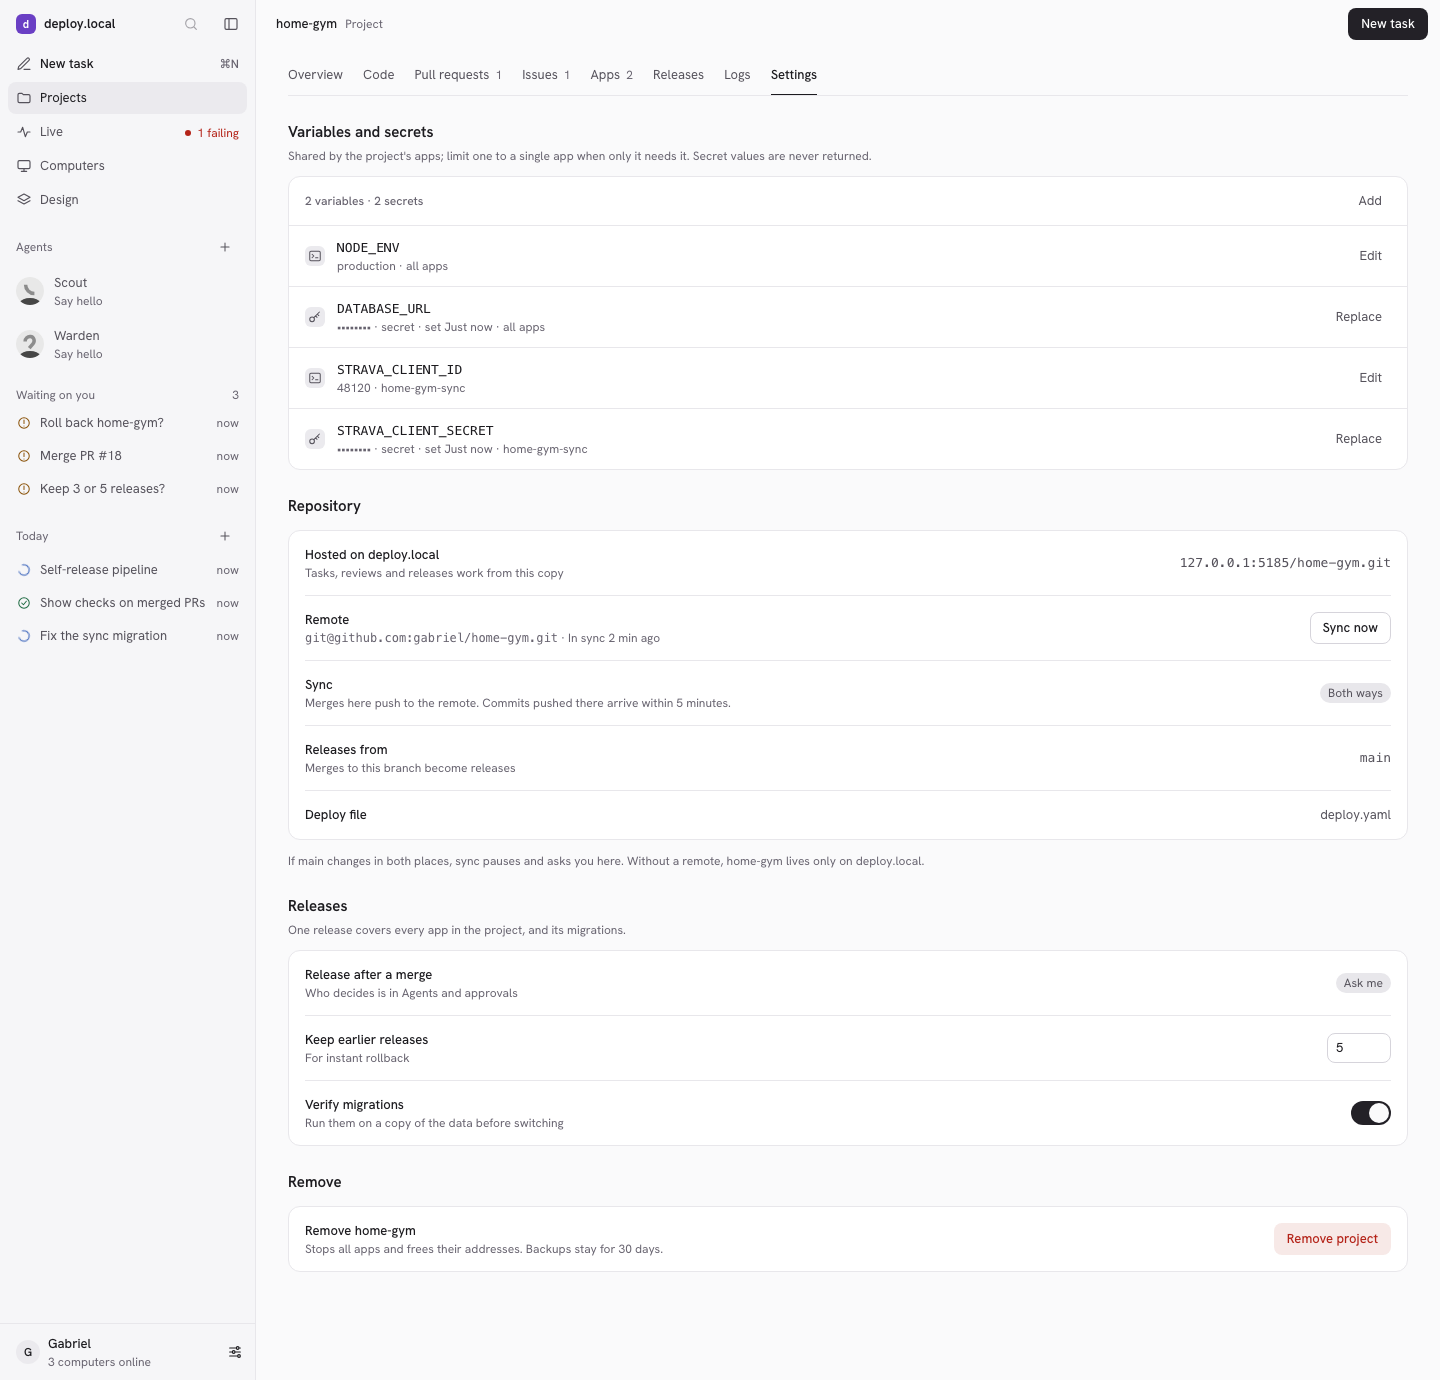 d deploy.local
New task ⌘N
Projects
Live 1 failing
Computers
Design
Agents
Scout
Say hello
Warden
Say hello
Waiting on you 3
Roll back home-gym? now
Merge PR #18 now
Keep 3 or 5 releases? now
Today
Self-release pipeline now
Show checks on merged PRs now
Fix the sync migration now
G Gabriel
3 computers online
home-gym Project
New task
Overview Code Pull requests 1 Issues 1 Apps 2 Releases Logs Settings
Variables and secrets
Shared by the project's apps; limit one to a single app when only it needs it. Secret values are never returned.
2 variables · 2 secrets Add
NODE_ENV
production · all apps
Edit
DATABASE_URL
•••••••• · secret · set Just now · all apps
Replace
STRAVA_CLIENT_ID
48120 · home-gym-sync
Edit
STRAVA_CLIENT_SECRET
•••••••• · secret · set Just now · home-gym-sync
Replace
Repository
Hosted on deploy.local
Tasks, reviews and releases work from this copy
127.0.0.1:5185/home-gym.git
Remote
git@github.com:gabriel/home-gym.git · In sync 2 min ago
Sync now
Sync
Merges here push to the remote. Commits pushed there arrive within 5 minutes.
Both ways
Releases from
Merges to this branch become releases
main
Deploy file deploy.yaml
If main changes in both places, sync pauses and asks you here. Without a remote, home-gym lives only on deploy.local.
Releases
One release covers every app in the project, and its migrations.
Release after a merge
Who decides is in Agents and approvals
Ask me
Keep earlier releases
For instant rollback
5
Verify migrations
Run them on a copy of the data before switching
Remove
Remove home-gym
Stops all apps and frees their addresses. Backups stay for 30 days.
Remove project